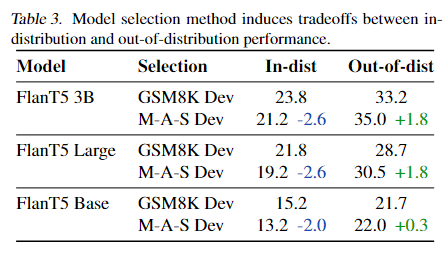 Table 3. Model selection method induces tradeoffs between in-
distribution and out-of-distribution performance.
Model Selection In-dist Out-of-dist
FlanT5 3B GSM8K Dev 23.8 33.2
M-A-S Dev 21.2 -2.6 35.0 +1.8
FlanT5 Large GSM8K Dev 21.8 28.7
M-A-S Dev 19.2 -2.6 30.5 +1.8
FlanT5 Base GSM8K Dev 15.2 21.7
M-A-S Dev 13.2 -2.0 22.0 +0.3